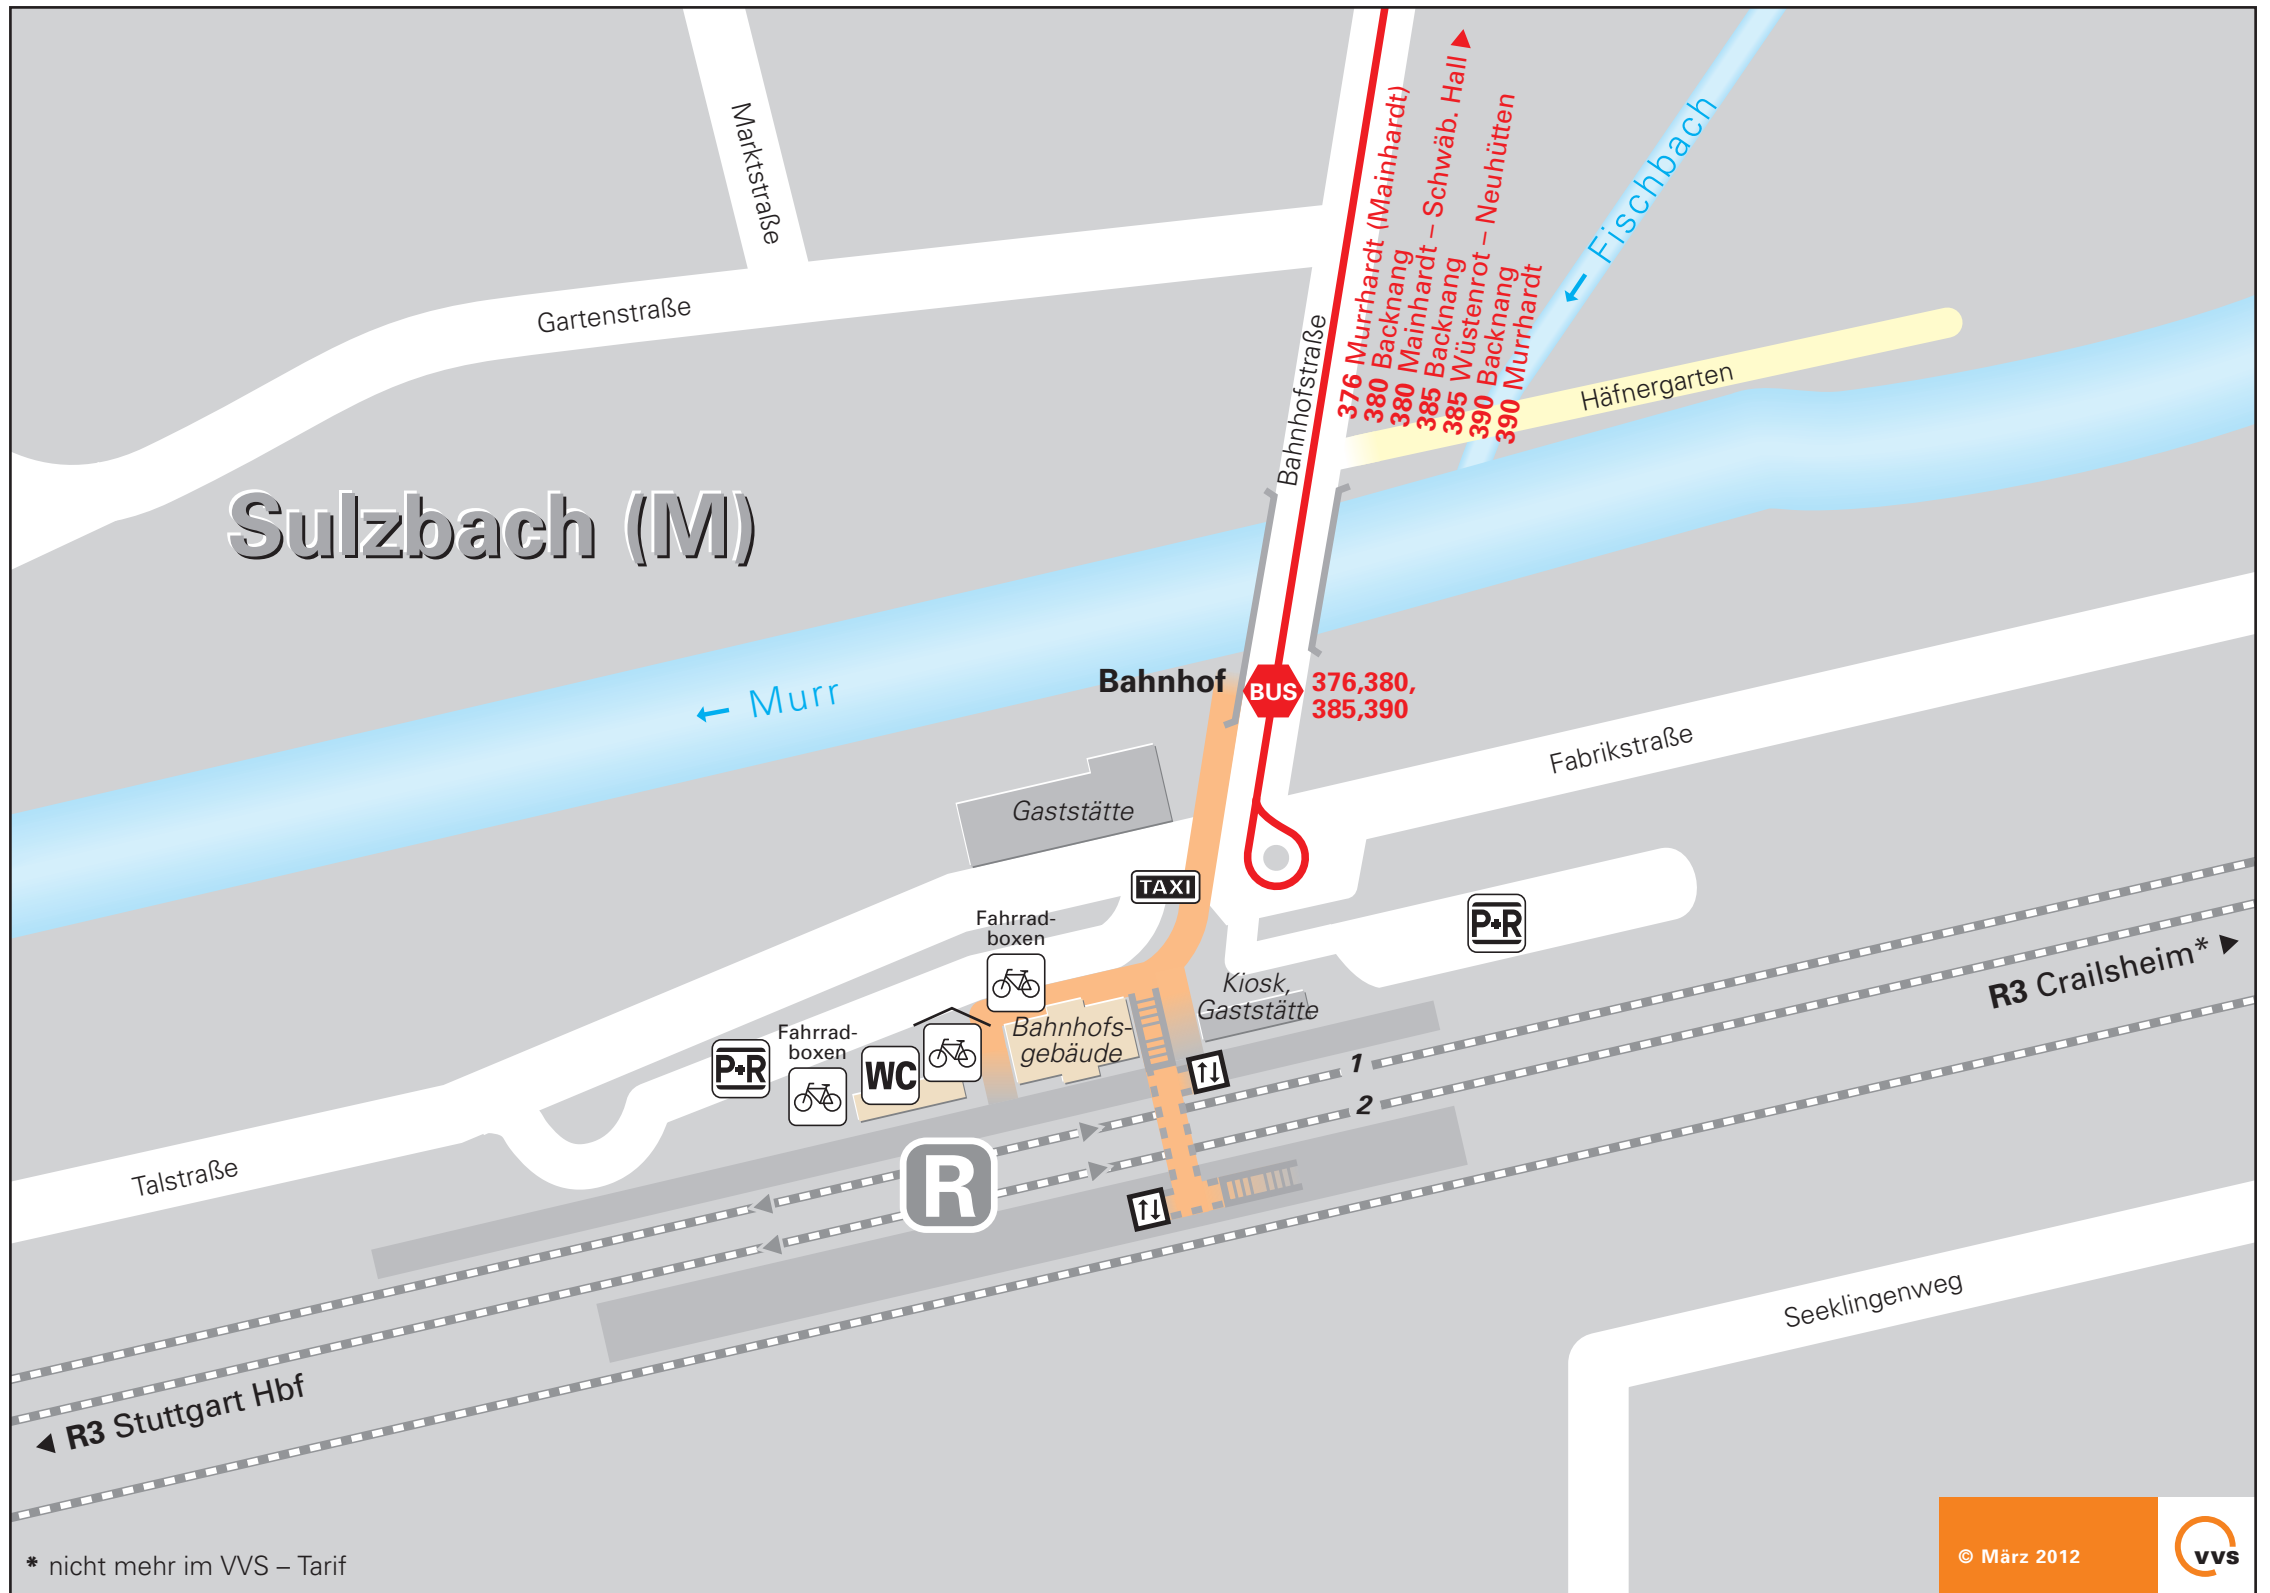 Marktstraße
Gartenstraße
Bahnhofstraße
376 Murrhardt (Mainhardt)
380 Backnang
380 Mainhardt – Schwäb. Hall
385 Backnang
385 Wüstenrot – Neuhütten
390 Backnang
390 Murrhardt
← Fischbach
Häfnergarten
Sulzbach (M)
← Murr
Bahnhof
BUS
376,380,
385,390
Fabrikstraße
Gaststätte
TAXI
Fahrrad-
boxen
P+R
Kiosk,
Gaststätte
R3 Crailsheim*
Bahnhofs-
gebäude
Fahrrad-
boxen
P+R
WC
1
2
R
Talstraße
Seeklingenweg
R3 Stuttgart Hbf
* nicht mehr im VVS – Tarif
© März 2012
vvs